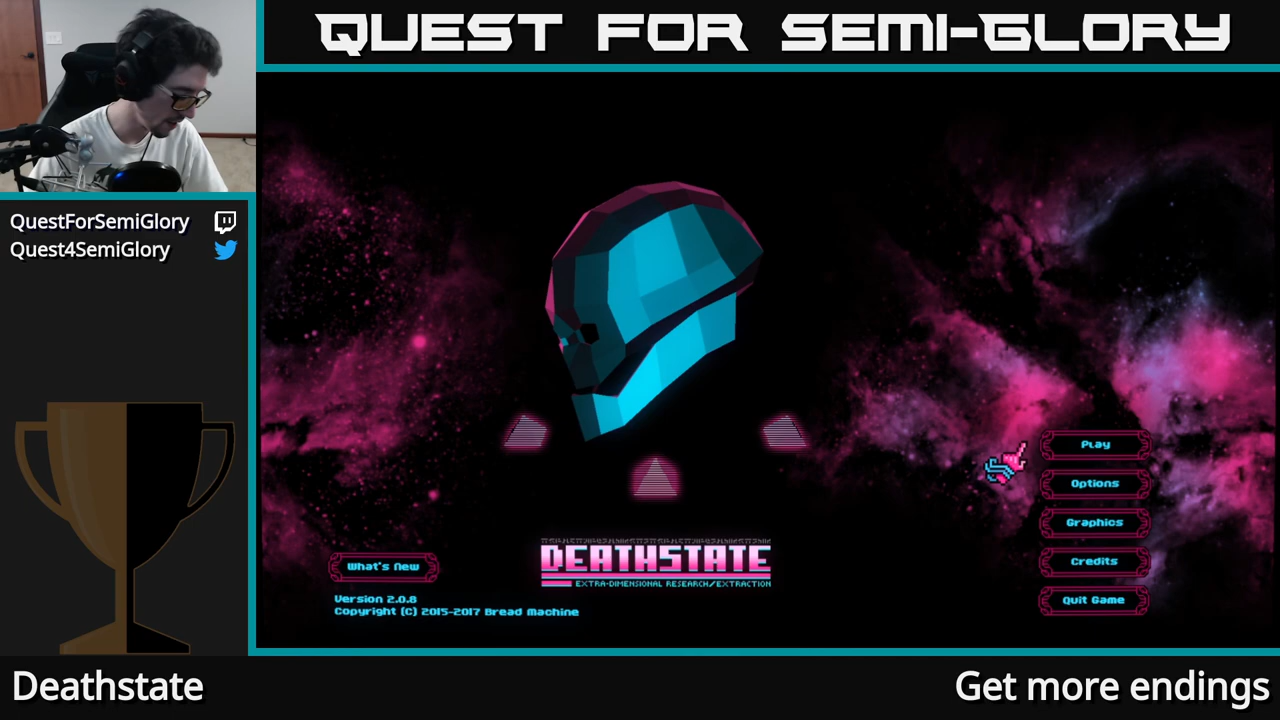 QUEST FOR SEMI-GLORY
QuestForSemiGlory
Quest4SemiGlory
Play
Options
Graphics
Credits
Quit Game
What's New
DEATHSTATE
EXTRA-DIMENSIONAL RESEARCH/EXTRACTION
Version 2.0.8
Copyright (C) 2015-2017 Bread Machine
Deathstate
Get more endings